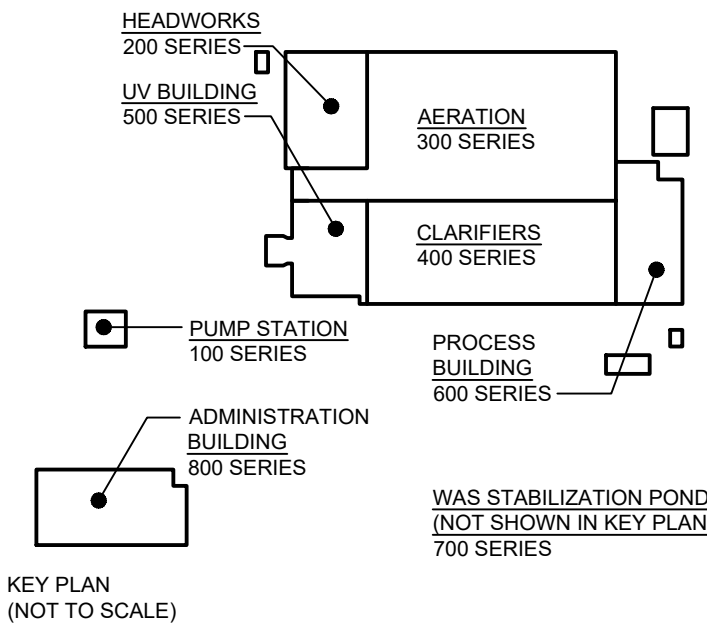 HEADWORKS
200 SERIES
UV BUILDING
500 SERIES
AERATION
300 SERIES
CLARIFIERS
400 SERIES
PUMP STATION
100 SERIES
PROCESS
BUILDING
600 SERIES
ADMINISTRATION
BUILDING
800 SERIES
WAS STABILIZATION POND
(NOT SHOWN IN KEY PLAN
700 SERIES
KEY PLAN
(NOT TO SCALE)